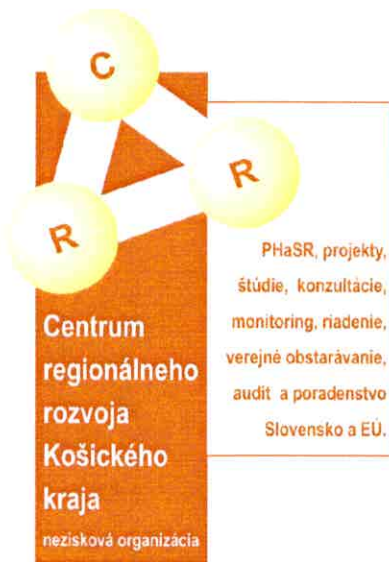 C
R
R
Centrum
regionálneho
rozvoja
Košického
kraja
nezisková organizácia
PHaSR, projekty,
štúdie, konzultácie,
monitoring, riadenie,
verejné obstarávanie,
audit a poradenstvo
Slovensko a EÚ.